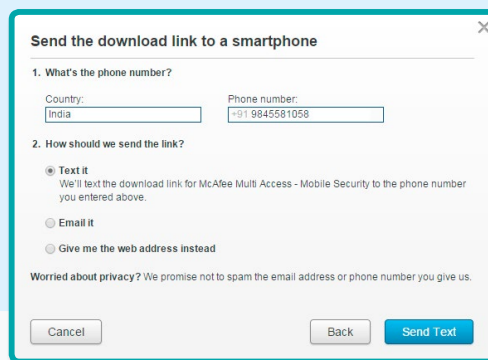 Send the download link to a smartphone
1. What's the phone number?
Country:
Phone number:
India
+91 9845581058
2. How should we send the link?
Text it
We'll text the download link for McAfee Multi Access - Mobile Security to the phone number
you entered above.
Email it
Give me the web address instead
Worried about privacy? We promise not to spam the email address or phone number you give us.
Cancel
Back
Send Text